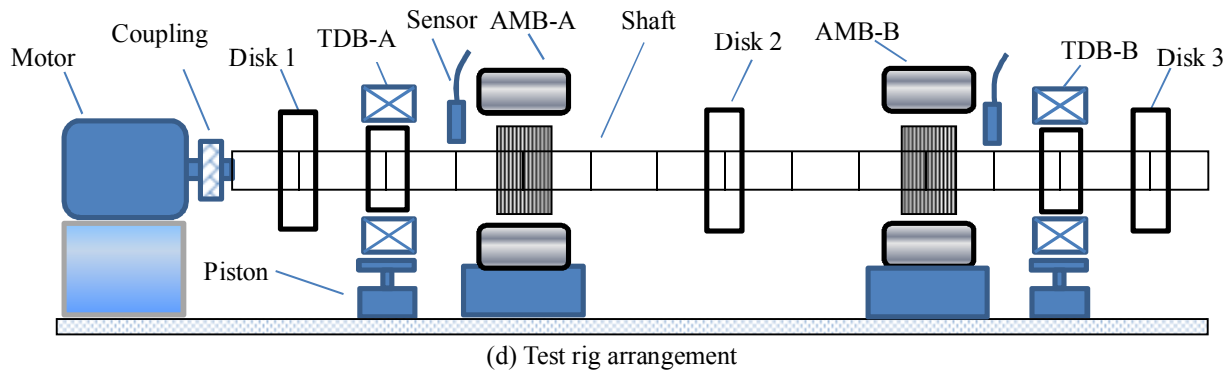 Motor
Coupling
Disk 1
TDB-A
Sensor
AMB-A
Shaft
Disk 2
AMB-B
TDB-B
Disk 3
Piston
(d) Test rig arrangement